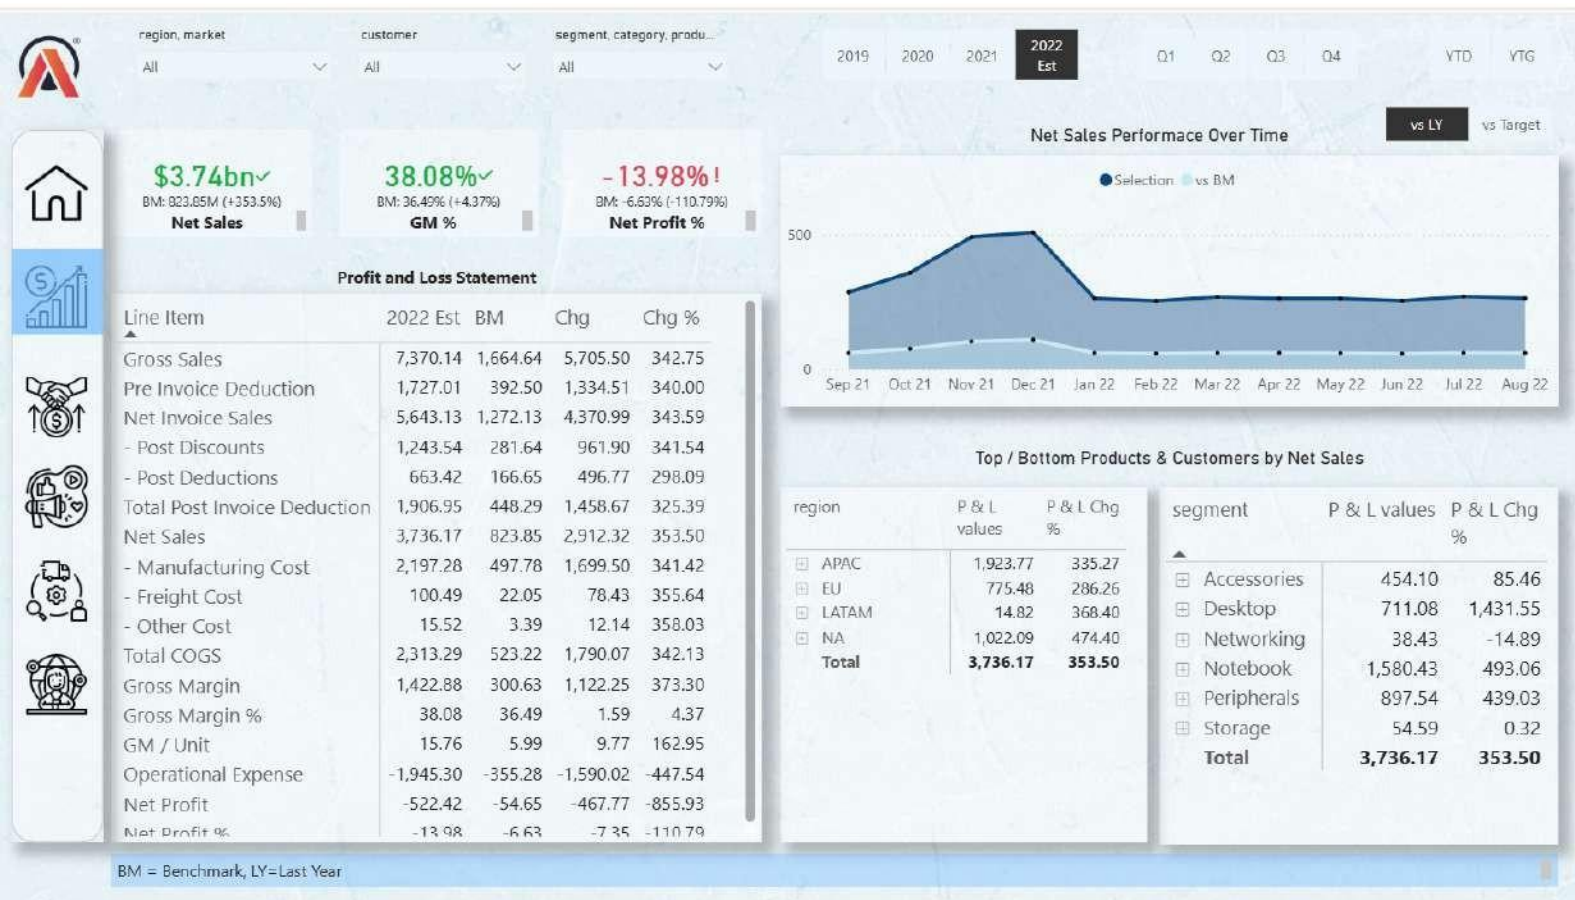 region, market customer segment, category, produ...
All All All
2019 2020 2021 2022 Est Q1 Q2 Q3 Q4 YTD YTG
vs LY vs Target
$3.74bn 38.08% -13.98%!
BM: 823.85M (+353.5%) BM: 36.49% (+4.37%) BM: -6.63% (-110.79%)
Net Sales GM % Net Profit %
Profit and Loss Statement
Line Item 2022 Est BM Chg Chg %
Gross Sales 7,370.14 1,664.64 5,705.50 342.75
Pre Invoice Deduction 1,727.01 392.50 1,334.51 340.00
Net Invoice Sales 5,643.13 1,272.13 4,370.99 343.59
- Post Discounts 1,243.54 281.64 961.90 341.54
- Post Deductions 663.42 166.65 496.77 298.09
Total Post Invoice Deduction 1,906.95 448.29 1,458.67 325.39
Net Sales 3,736.17 823.85 2,912.32 353.50
- Manufacturing Cost 2,197.28 497.78 1,699.50 341.42
- Freight Cost 100.49 22.05 78.43 355.64
- Other Cost 15.52 3.39 12.14 358.03
Total COGS 2,313.29 523.22 1,790.07 342.13
Gross Margin 1,422.88 300.63 1,122.25 373.30
Gross Margin % 38.08 36.49 1.59 4.37
GM / Unit 15.76 5.99 9.77 162.95
Operational Expense -1,945.30 -355.28 -1,590.02 -447.54
Net Profit -522.42 -54.65 -467.77 -855.93
Net Profit % -13.98 -6.63 -7.35 -110.79
Net Sales Performace Over Time
Selection vs BM
500
0
Sep 21 Oct 21 Nov 21 Dec 21 Jan 22 Feb 22 Mar 22 Apr 22 May 22 Jun 22 Jul 22 Aug 22
Top / Bottom Products & Customers by Net Sales
region P & L values P & L Chg %
APAC 1,923.77 335.27
EU 775.48 286.26
LATAM 14.82 368.40
NA 1,022.09 474.40
Total 3,736.17 353.50
segment P & L values P & L Chg %
Accessories 454.10 85.46
Desktop 711.08 1,431.55
Networking 38.43 -14.89
Notebook 1,580.43 493.06
Peripherals 897.54 439.03
Storage 54.59 0.32
Total 3,736.17 353.50
BM = Benchmark, LY=Last Year